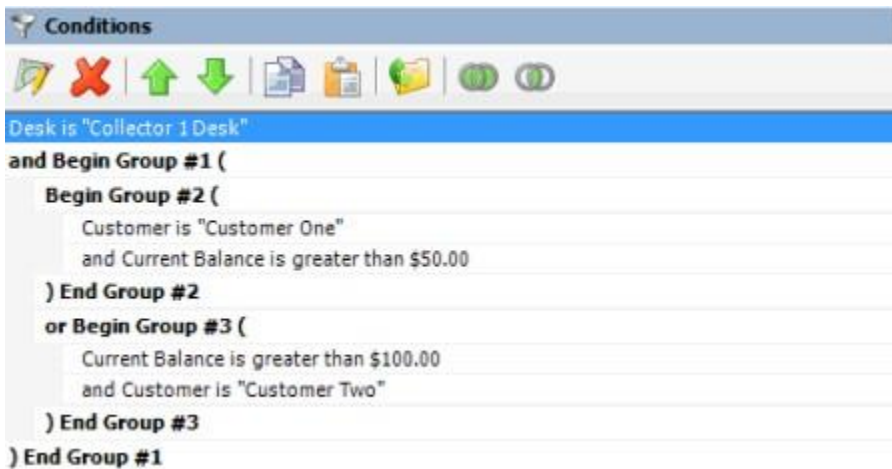 Conditions
Desk is "Collector 1 Desk"
and Begin Group #1 (
Begin Group #2 (
Customer is "Customer One"
and Current Balance is greater than $50.00
) End Group #2
or Begin Group #3 (
Current Balance is greater than $100.00
and Customer is "Customer Two"
) End Group #3
) End Group #1